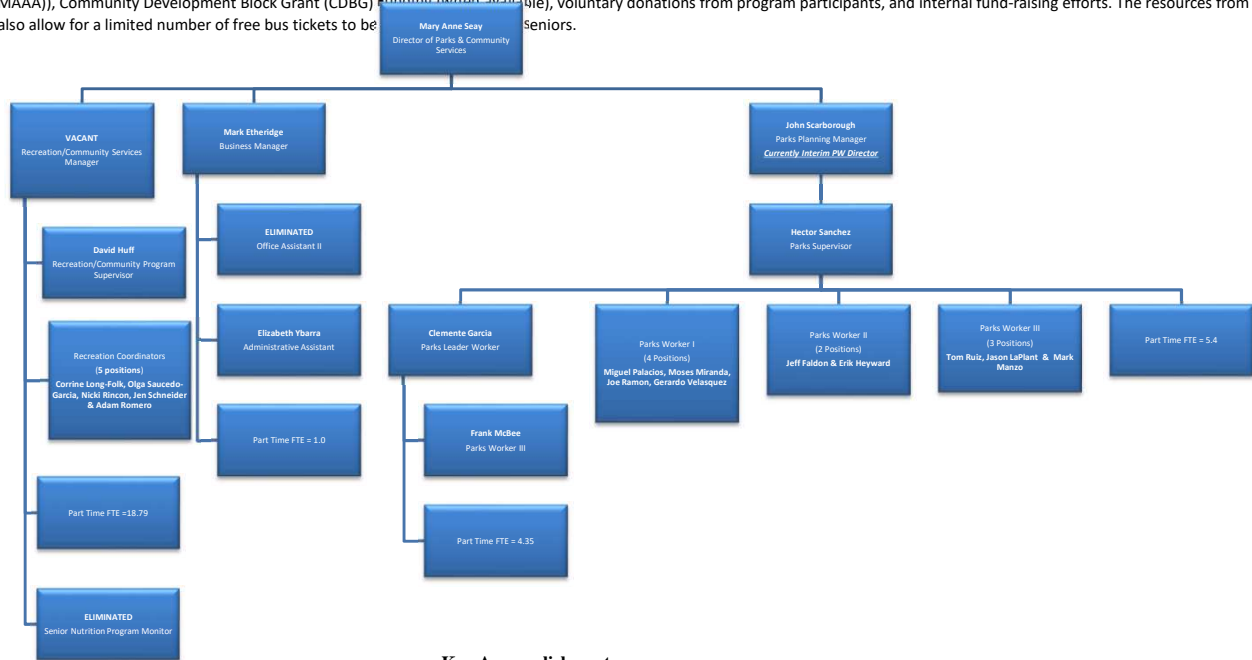 MAAA)), Community Development Block Grant (CDBG) voluntary donations from program participants, and internal fund-raising efforts. The resources from
also allow for a limited number of free bus tickets to be seniors.
Mary Anne Seay
Director of Parks & Community
Services
VACANT
Recreation/Community Services
Manager
Mark Etheridge
Business Manager
John Scarborough
Parks Planning Manager
Currently Interim PW Director
David Huff
Recreation/Community Program
Supervisor
ELIMINATED
Office Assistant II
Hector Sanchez
Parks Supervisor
Recreation Coordinators
(5 positions)
Corrine Long-Folk, Olga Saucedo-
Garcia, Nicki Rincon, Jen Schneider
& Adam Romero
Elizabeth Ybarra
Administrative Assistant
Clemente Garcia
Parks Leader Worker
Parks Worker I
(4 Positions)
Miguel Palacios, Moses Miranda,
Joe Ramon, Gerardo Velasquez
Parks Worker II
(2 Positions)
Jeff Faldon & Erik Heyward
Parks Worker III
(3 Positions)
Tom Ruiz, Jason LaPlant & Mark
Manzo
Part Time FTE = 5.4
Part Time FTE = 1.0
Frank McBee
Parks Worker III
Part Time FTE =18.79
Part Time FTE = 4.35
ELIMINATED
Senior Nutrition Program Monitor